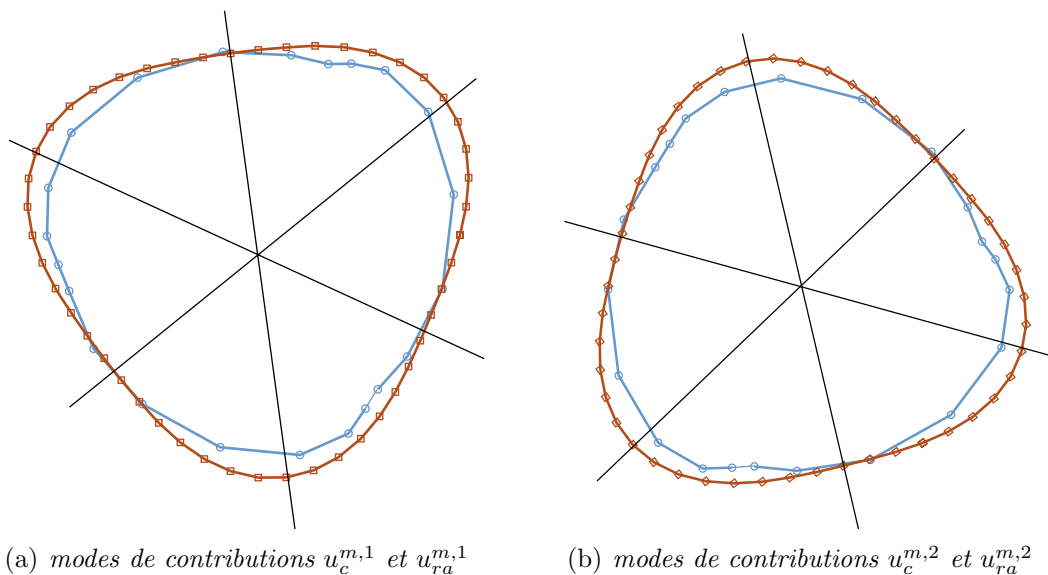 (a) modes de contributions $u_c^{m,1}$ et $u_{ra}^{m,1}$
(b) modes de contributions $u_c^{m,2}$ et $u_{ra}^{m,2}$